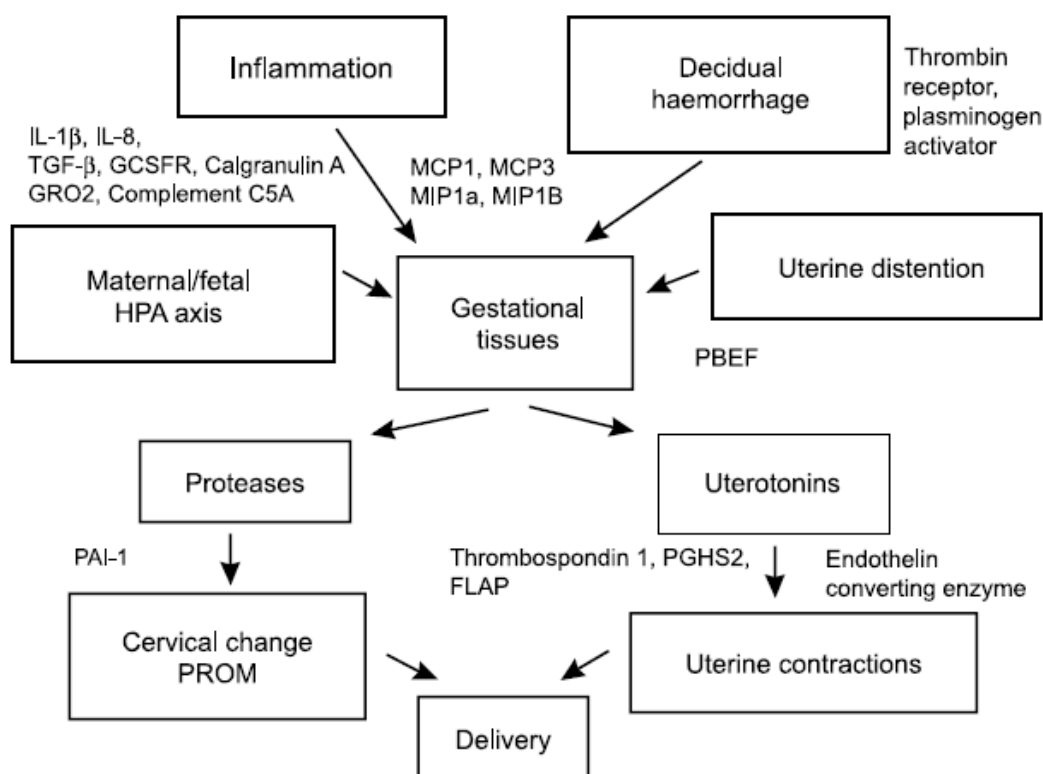 Inflammation
Decidual
haemorrhage
Thrombin
receptor,
plasminogen
activator
IL-1β, IL-8,
TGF-β, GCSFR, Calgranulin A
GRO2, Complement C5A
MCP1, MCP3
MIP1a, MIP1B
Maternal/fetal
HPA axis
Gestational
tissues
Uterine distention
PBEF
Proteases
Uterotonins
PAI-1
Thrombospondin 1, PGHS2,
FLAP
Endothelin
converting enzyme
Cervical change
PROM
Uterine contractions
Delivery